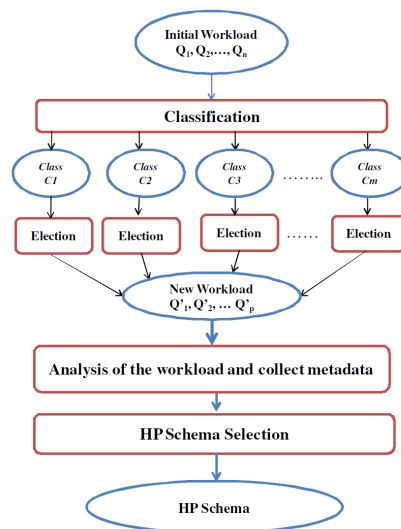 Initial Workload
Q1, Q2,..., Qn
Classification
Class
C1
Class
C2
Class
C3
........
Class
Cm
Election
Election
Election
......
Election
New Workload
Q'1, Q'2, ... Q'p
Analysis of the workload and collect metadata
HP Schema Selection
HP Schema